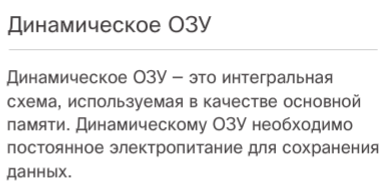 Динамическое ОЗУ
Динамическое ОЗУ – это интегральная
схема, используемая в качестве основной
памяти. Динамическому ОЗУ необходимо
постоянное электропитание для сохранения
данных.